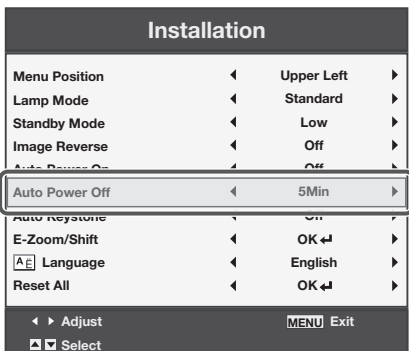 Installation
Menu Position ◀ Upper Left ▶
Lamp Mode ◀ Standard ▶
Standby Mode ◀ Low ▶
Image Reverse ◀ Off ▶
Auto Power On ◀ Off ▶
Auto Power Off ◀ 5Min ▶
Auto Keystone ◀ Off ▶
E-Zoom/Shift ◀ OK↵ ▶
Language ◀ English ▶
Reset All ◀ OK↵ ▶
◀ ▶ Adjust MENU Exit
▲ ▼ Select